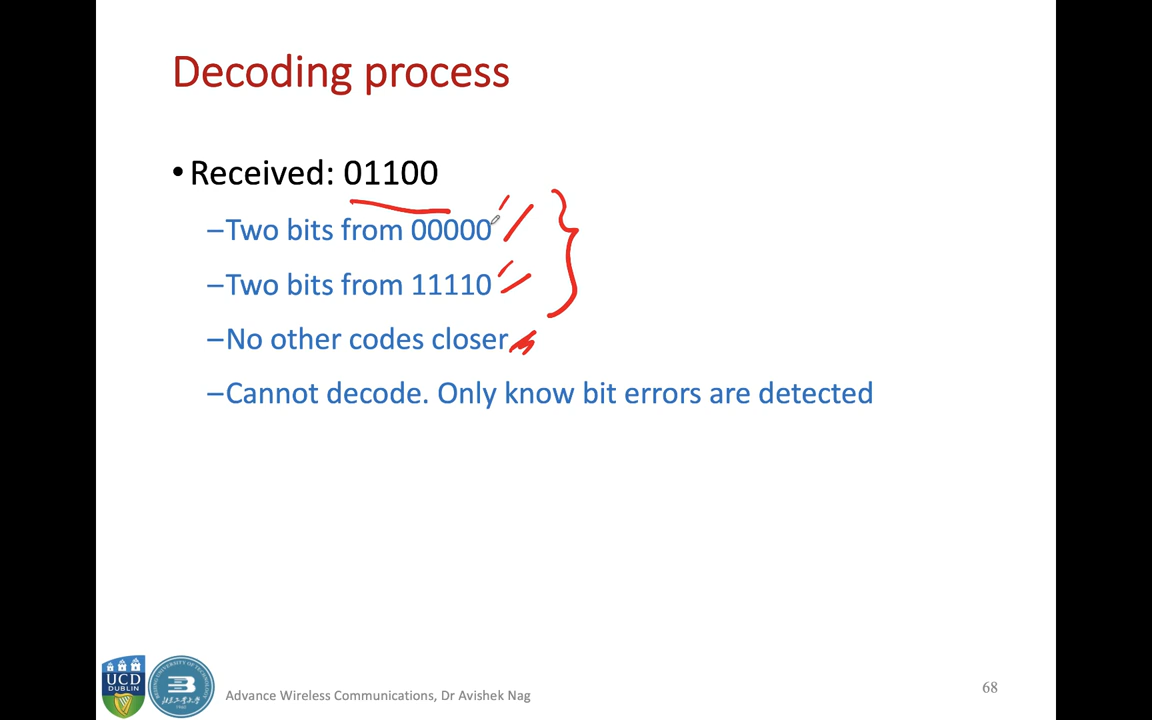 Decoding process
• Received: 01100
–Two bits from 00000
–Two bits from 11110
–No other codes closer
–Cannot decode. Only know bit errors are detected
UCD
DUBLIN
Advance Wireless Communications, Dr Avishek Nag
68